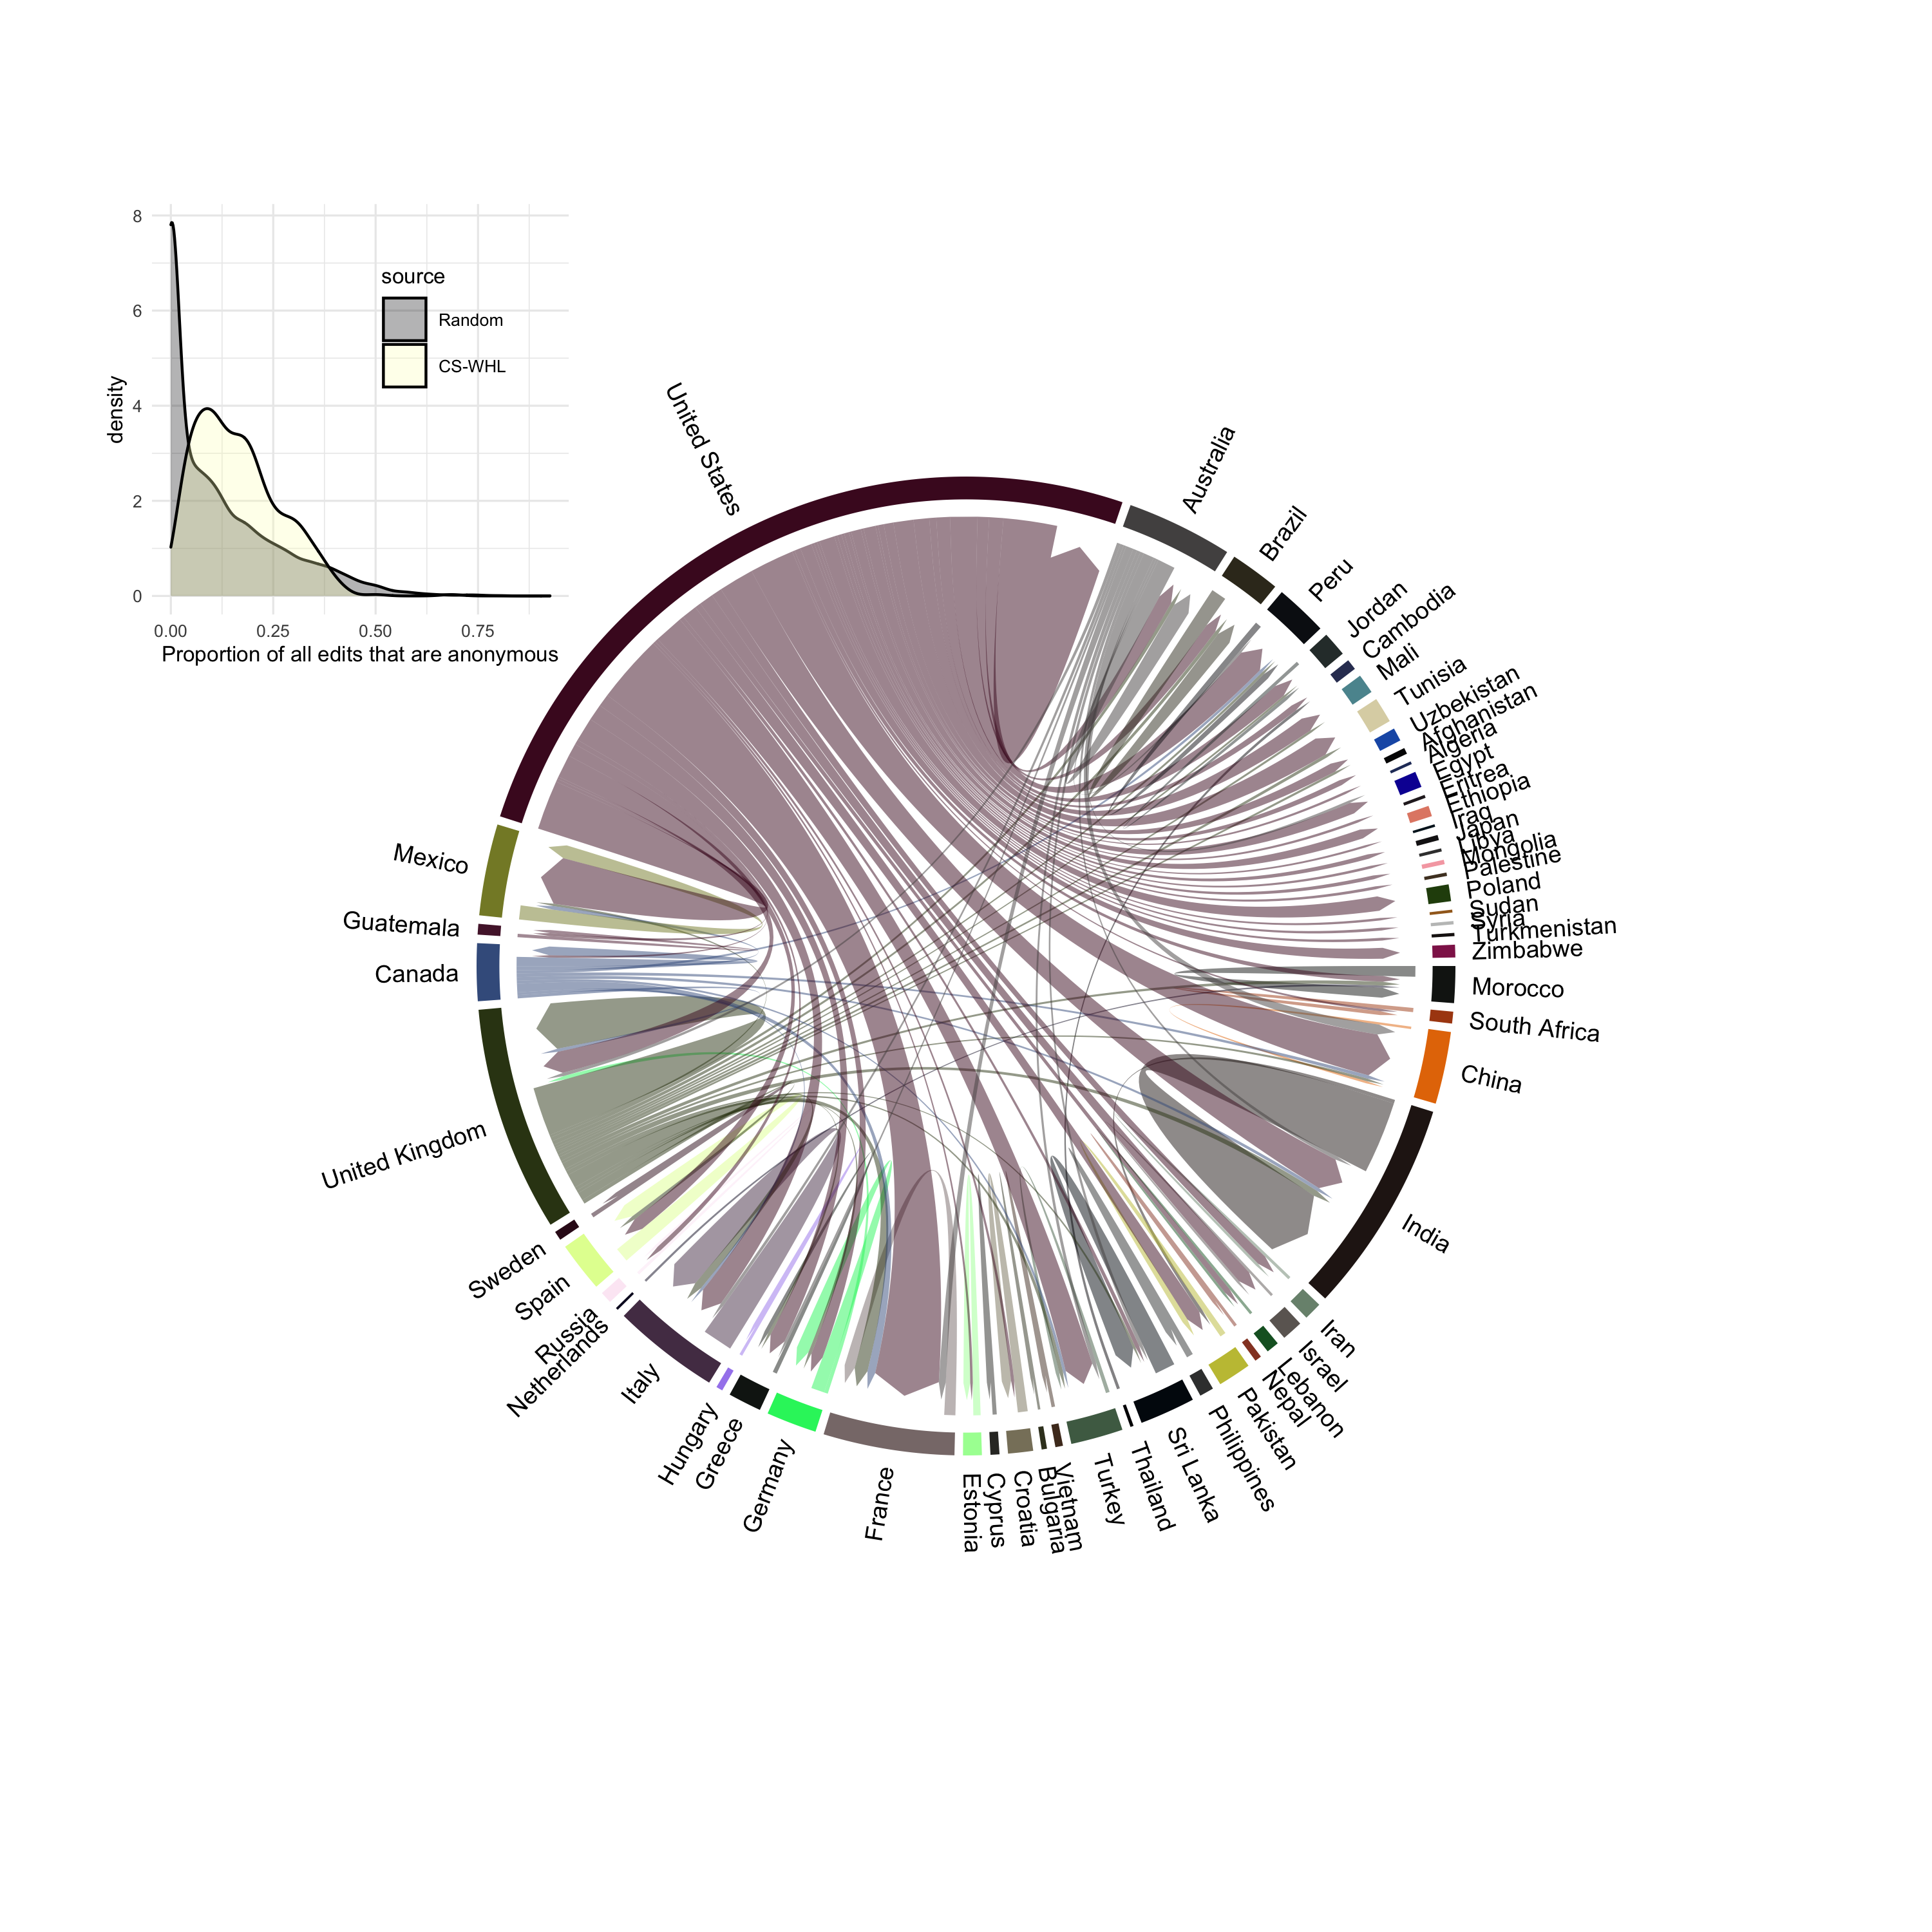 8
6
4
2
0
density
source
Random
CS-WHL
0.00
0.25
0.50
0.75
Proportion of all edits that are anonymous
United States
Australia
Brazil
Peru
Jordan
Cambodia
Mali
Tunisia
Uzbekistan
Afghanistan
Algeria
Egypt
Eritrea
Ethiopia
Iraq
Japan
Libya
Mongolia
Palestine
Poland
Sudan
Syria
Turkmenistan
Zimbabwe
Morocco
South Africa
China
India
Iran
Israel
Lebanon
Nepal
Pakistan
Philippines
Sri Lanka
Thailand
Turkey
Vietnam
Bulgaria
Croatia
Cyprus
Estonia
France
Germany
Greece
Hungary
Italy
Netherlands
Russia
Spain
Sweden
United Kingdom
Canada
Guatemala
Mexico